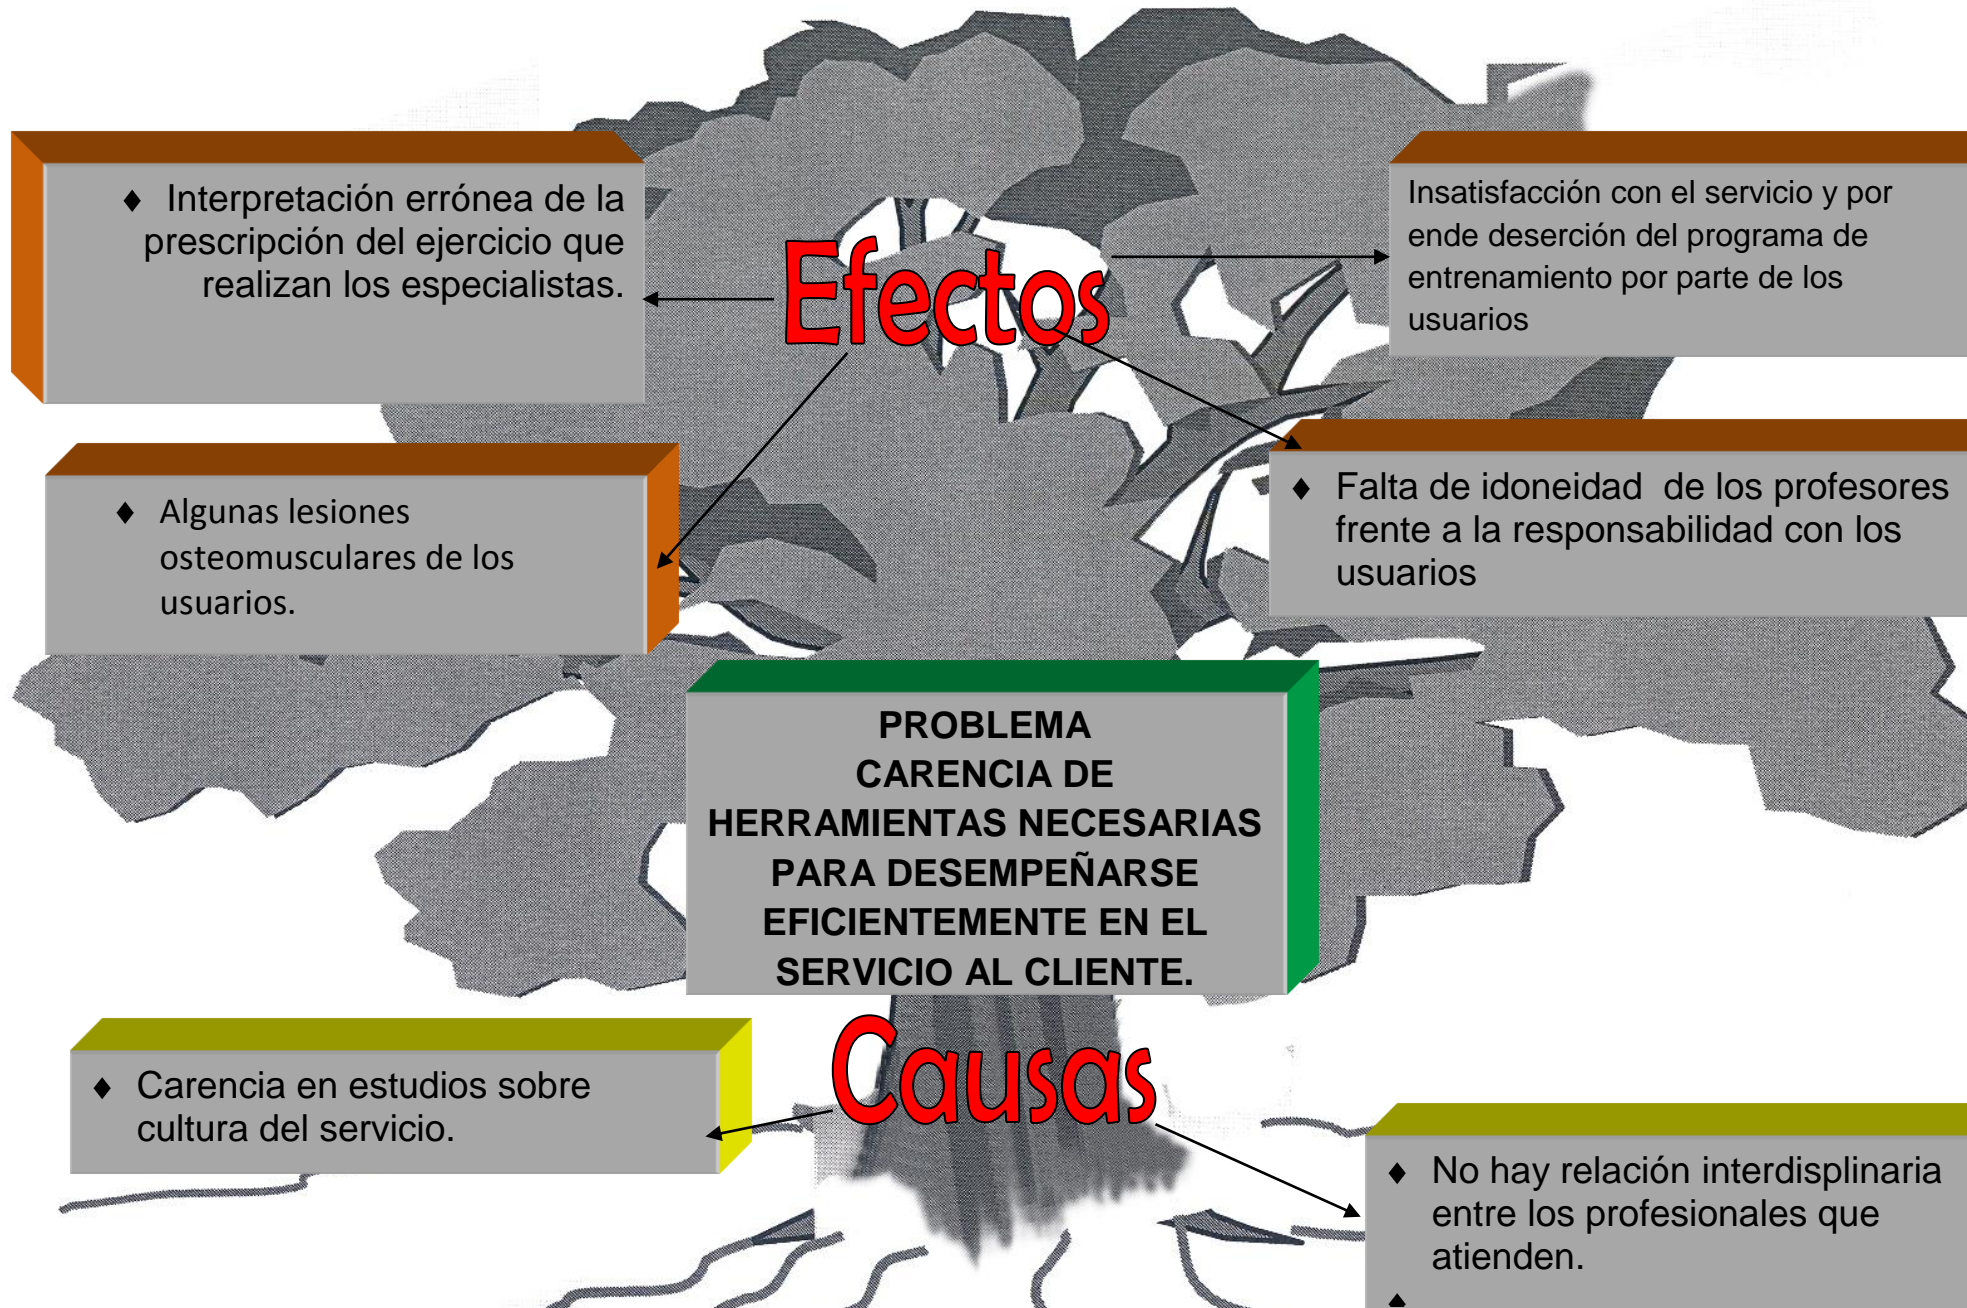 ♦ Interpretación errónea de la
prescripción del ejercicio que
realizan los especialistas.
Insatisfacción con el servicio y por
ende deserción del programa de
entrenamiento por parte de los
usuarios
Efectos
♦ Algunas lesiones
osteomusculares de los
usuarios.
♦ Falta de idoneidad de los profesores
frente a la responsabilidad con los
usuarios
PROBLEMA
CARENCIA DE
HERRAMIENTAS NECESARIAS
PARA DESEMPEÑARSE
EFICIENTEMENTE EN EL
SERVICIO AL CLIENTE.
Causas
♦ Carencia en estudios sobre
cultura del servicio.
♦ No hay relación interdisplinaria
entre los profesionales que
atienden.
♦